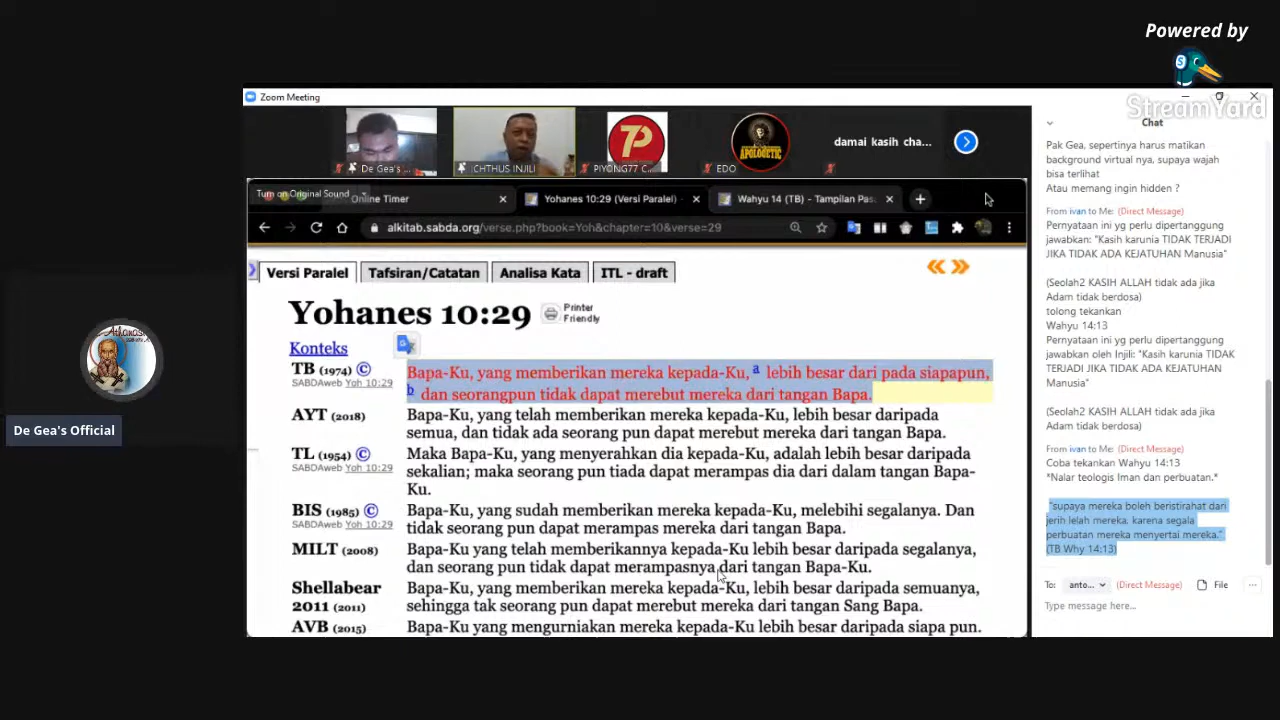 Powered by
StreamYard
Zoom Meeting
De Gea's ...
ICHTHUS INJILI
PIYONG77 C...
EDO
APOLOGETIC
damai kasih cha...
Turn on Original Sound
Online Timer
Yohanes 10:29 (Versi Paralel) -
Wahyu 14 (TB) - Tampilan Pas
alkitab.sabda.org/verse.php?book=Yoh&chapter=10&verse=29
Versi Paralel
Tafsiran/Catatan
Analisa Kata
ITL - draft
Yohanes 10:29
Printer
Friendly
Konteks
TB (1974) ©
SABDAweb Yoh 10:29
Bapa-Ku, yang memberikan mereka kepada-Ku, a lebih besar dari pada siapapun,
b dan seorangpun tidak dapat merebut mereka dari tangan Bapa.
AYT (2018)
Bapa-Ku, yang telah memberikan mereka kepada-Ku, lebih besar daripada
semua, dan tidak ada seorang pun dapat merebut mereka dari tangan Bapa.
TL (1954) ©
SABDAweb Yoh 10:29
Maka Bapa-Ku, yang menyerahkan dia kepada-Ku, adalah lebih besar daripada
sekalian; maka seorang pun tiada dapat merampas dia dari dalam tangan Bapa-
Ku.
BIS (1985) ©
SABDAweb Yoh 10:29
Bapa-Ku, yang sudah memberikan mereka kepada-Ku, melebihi segalanya. Dan
tidak seorang pun dapat merampas mereka dari tangan Bapa.
MILT (2008)
Bapa-Ku yang telah memberikannya kepada-Ku lebih besar daripada segalanya,
dan seorang pun tidak dapat merampasnya dari tangan Bapa-Ku.
Shellabear
2011 (2011)
Bapa-Ku, yang memberikan mereka kepada-Ku, lebih besar daripada semuanya,
sehingga tak seorang pun dapat merebut mereka dari tangan Sang Bapa.
AVB (2015)
Bapa-Ku yang mengurniakan mereka kepada-Ku lebih besar daripada siapa pun.
Chat
Pak Gea, sepertinya harus matikan
background virtual nya, supaya wajah
bisa terlihat
Atau memang ingin hidden ?
From ivan to Me: (Direct Message)
Pernyataan ini yg perlu dipertanggung
jawabkan: "Kasih karunia TIDAK TERJADI
JIKA TIDAK ADA KEJATUHAN Manusia"
(Seolah2 KASIH ALLAH tidak ada jika
Adam tidak berdosa)
tolong tekankan
Wahyu 14:13
Pernyataan ini yg perlu dipertanggung
jawabkan oleh Injili: "Kasih karunia TIDAK
TERJADI JIKA TIDAK ADA KEJATUHAN
Manusia"
(Seolah2 KASIH ALLAH tidak ada jika
Adam tidak berdosa)
From ivan to Me: (Direct Message)
Coba tekankan Wahyu 14:13
*Nalar teologis Iman dan perbuatan.*
"supaya mereka boleh beristirahat dari
jerih lelah mereka, karena segala
perbuatan mereka menyertai mereka."
(TB Why 14:13)
To: anto... (Direct Message) File ...
Type message here...
De Gea's Official